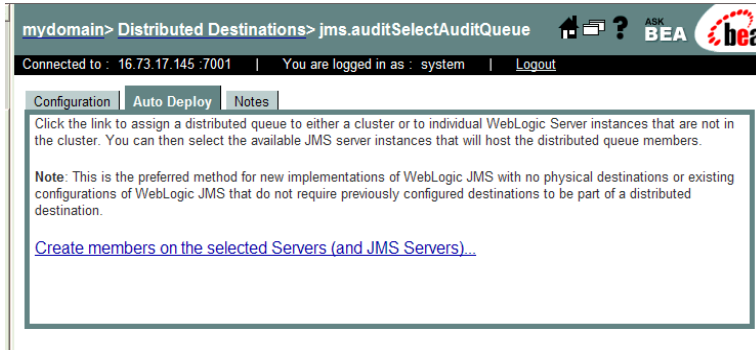 mydomain> Distributed Destinations> jms.auditSelectAuditQueue ? ASK BEA bea
Connected to : 16.73.17.145 :7001 | You are logged in as : system | Logout
Configuration Auto Deploy Notes
Click the link to assign a distributed queue to either a cluster or to individual WebLogic Server instances that are not in
the cluster. You can then select the available JMS server instances that will host the distributed queue members.
Note: This is the preferred method for new implementations of WebLogic JMS with no physical destinations or existing
configurations of WebLogic JMS that do not require previously configured destinations to be part of a distributed
destination.
Create members on the selected Servers (and JMS Servers)...